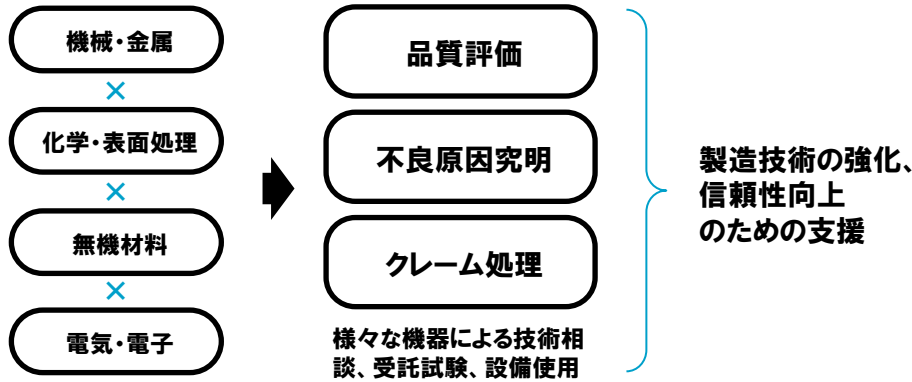 機械・金属
×
化学・表面処理
×
無機材料
×
電気・電子
品質評価
不良原因究明
クレーム処理
様々な機器による技術相
談、受託試験、設備使用
製造技術の強化、
信頼性向上
のための支援